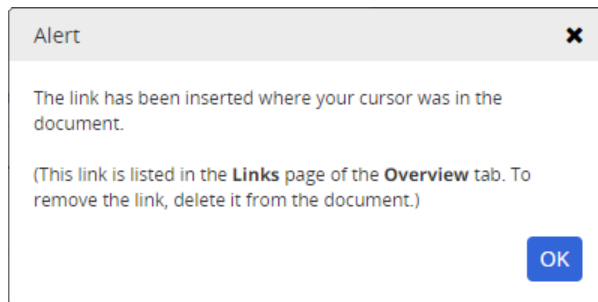 Alert
The link has been inserted where your cursor was in the
document.
(This link is listed in the Links page of the Overview tab. To
remove the link, delete it from the document.)
OK